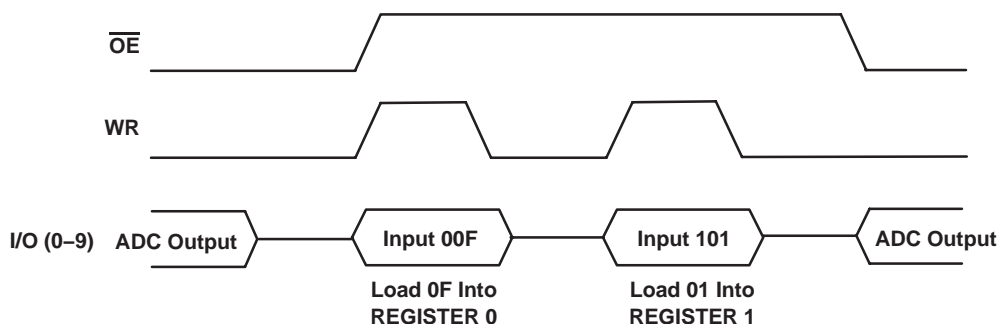 OE
WR
I/O (0–9) ADC Output Input 00F Input 101 ADC Output
Load 0F Into Load 01 Into
REGISTER 0 REGISTER 1